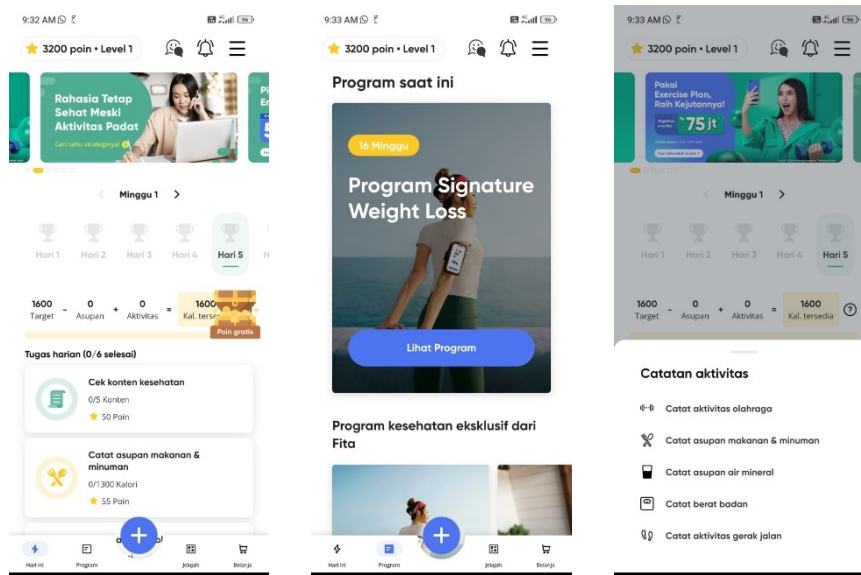 9:32 AM
96
3200 poin • Level 1
Rahasia Tetap
Sehat Meski
Aktivitas Padat
Cari tahu strateginya!
Minggu 1
Hari 1 Hari 2 Hari 3 Hari 4 Hari 5
1600 - 0 + 0 = 1600
Target Asupan Aktivitas Kal.
Poin gratis
Tugas harian (0/6 selesai)
Cek konten kesehatan
0/5 Konten
50 Poin
Catat asupan makanan &
minuman
0/1300 Kalori
55 Poin
+
Hari ini Program Jelajah Belanja
9:33 AM
96
3200 poin • Level 1
Program saat ini
16 Minggu
Program Signature
Weight Loss
Lihat Program
Program kesehatan eksklusif dari
Fita
+
Hari ini Program Jelajah Belanja
9:33 AM
96
3200 poin • Level 1
Pakai
Exercise Plan,
Raih Kejutannya!
75 jt
Minggu 1
Hari 1 Hari 2 Hari 3 Hari 4 Hari 5
1600 - 0 + 0 = 1600
Target Asupan Aktivitas Kal. tersedia ?
Catatan aktivitas
Catat aktivitas olahraga
Catat asupan makanan & minuman
Catat asupan air mineral
Catat berat badan
Catat aktivitas gerak jalan